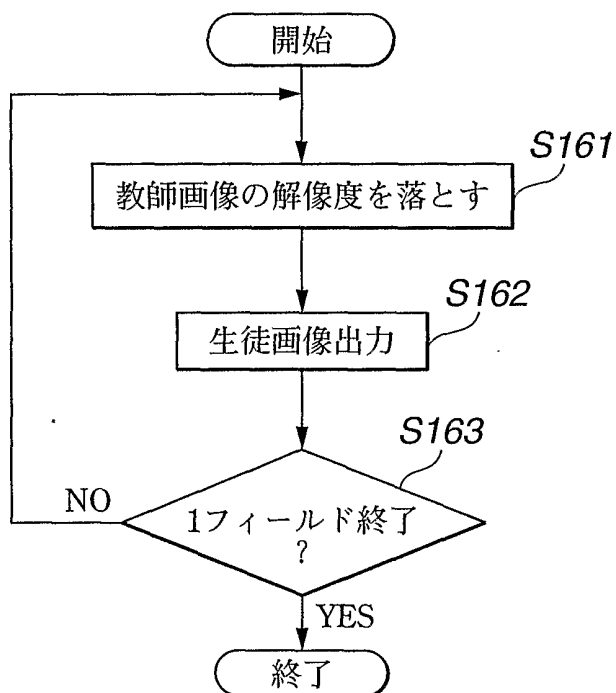 開始
S161
教師画像の解像度を落とす
S162
生徒画像出力
S163
NO
1フィールド終了
?
YES
終了